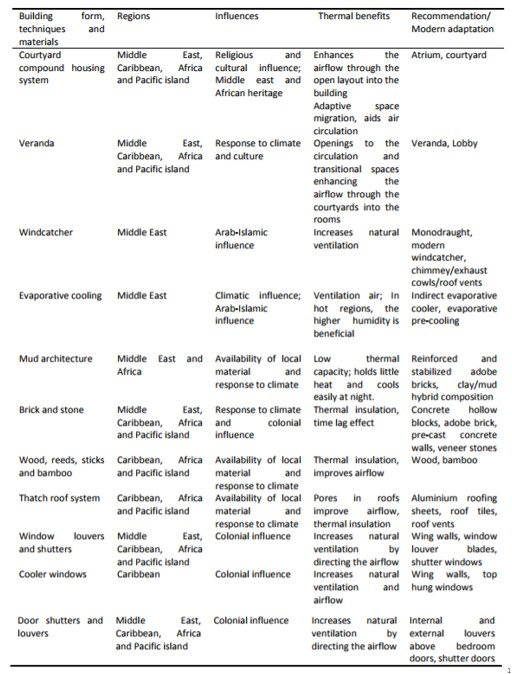 Building form, techniques and materials | Regions | Influences | Thermal benefits | Recommendation/ Modern adaptation
Courtyard compound housing system | Middle East, Caribbean, Africa and Pacific island | Religious and cultural influence; Middle east and African heritage | Enhances the airflow through the open layout into the building Adaptive space migration, aids air circulation | Atrium, courtyard
Veranda | Middle East, Caribbean, Africa and Pacific island | Response to climate and culture | Openings to the circulation and transitional spaces enhancing the airflow through the courtyards into the rooms | Veranda, Lobby
Windcatcher | Middle East | Arab-Islamic influence | Increases natural ventilation | Monodraught, modern windcatcher, chimmey/exhaust cowls/roof vents
Evaporative cooling | Middle East | Climatic influence; Arab-Islamic influence | Ventilation air; In hot regions, the higher humidity is beneficial | Indirect evaporative cooler, evaporative pre-cooling
Mud architecture | Middle East and Africa | Availability of local material and response to climate | Low thermal capacity; holds little heat and cools easily at night. | Reinforced and stabilized adobe bricks, clay/mud hybrid composition
Brick and stone | Middle East, Caribbean, Africa and Pacific island | Response to climate and colonial influence | Thermal insulation, time lag effect | Concrete hollow blocks, adobe brick, pre-cast concrete walls, veneer stones
Wood, reeds, sticks and bamboo | Caribbean, Africa and Pacific island | Availability of local material and response to climate | Thermal insulation, improves airflow | Wood, bamboo
Thatch roof system | Caribbean, Africa and Pacific island | Availability of local material and response to climate | Pores in roofs improve airflow, thermal insulation | Aluminium roofing sheets, roof tiles, roof vents
Window louvers and shutters | Middle East, Caribbean, Africa and Pacific island | Colonial influence | Increases natural ventilation by directing the airflow | Wing walls, window louver blades, shutter windows
Cooler windows | Caribbean | Colonial influence | Increases natural ventilation and airflow | Wing walls, top hung windows
Door shutters and louvers | Middle East, Caribbean, Africa and Pacific island | Colonial influence | Increases natural ventilation by directing the airflow | Internal and external louvers above bedroom doors, shutter doors
1